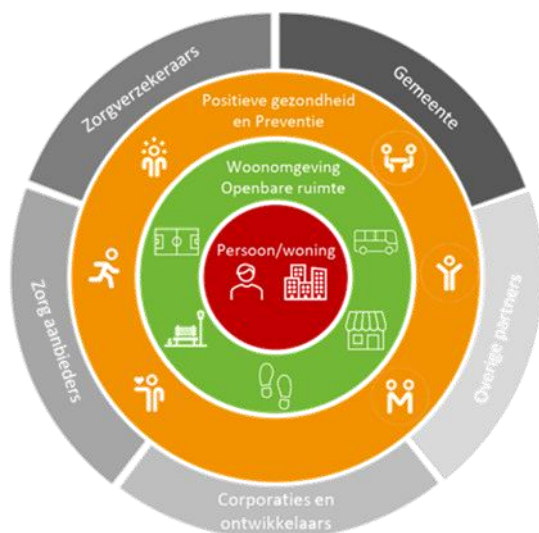 Zorgverzekeraars
Gemeente
Positieve gezondheid
en Preventie
Woonomgeving
Openbare ruimte
Persoon/woning
Zorg aanbieders
Overige partners
Corporaties en
ontwikkelaars